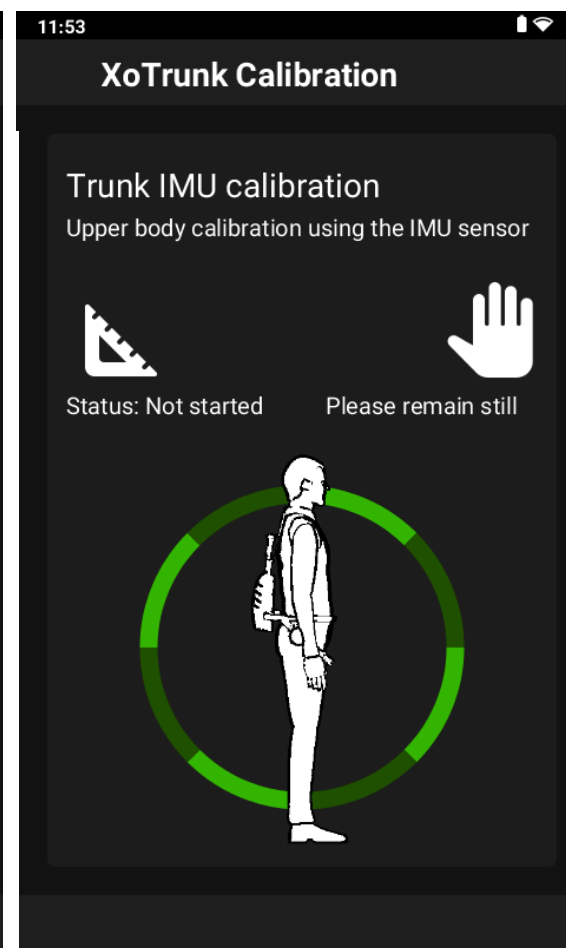 11:53
XoTrunk Calibration
Trunk IMU calibration
Upper body calibration using the IMU sensor
Status: Not started
Please remain still